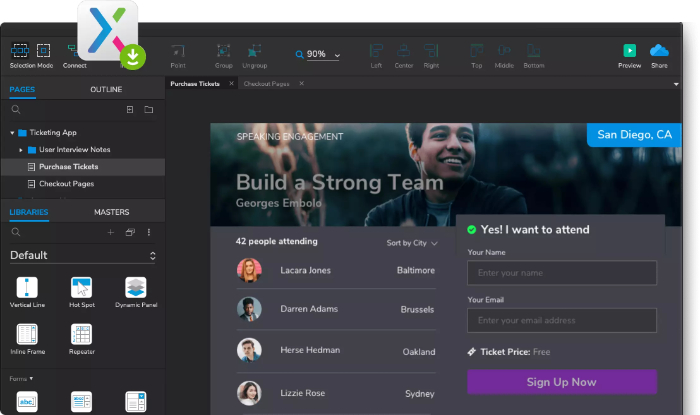 Selection Mode
Connect
Point
Group
Ungroup
90%
Left
Center
Right
Top
Middle
Bottom
Preview
Share
PAGES
OUTLINE
Purchase Tickets
Checkout Pages
Ticketing App
User Interview Notes
Purchase Tickets
Checkout Pages
LIBRARIES
MASTERS
Default
Vertical Line
Hot Spot
Dynamic Panel
Inline Frame
Repeater
Forms
abc
abc
SPEAKING ENGAGEMENT
San Diego, CA
Build a Strong Team
Georges Embolo
42 people attending
Sort by City
Lacara Jones
Baltimore
Darren Adams
Brussels
Herse Hedman
Oakland
Lizzie Rose
Sydney
Yes! I want to attend
Your Name
Enter your name
Your Email
Enter your email address
Ticket Price: Free
Sign Up Now